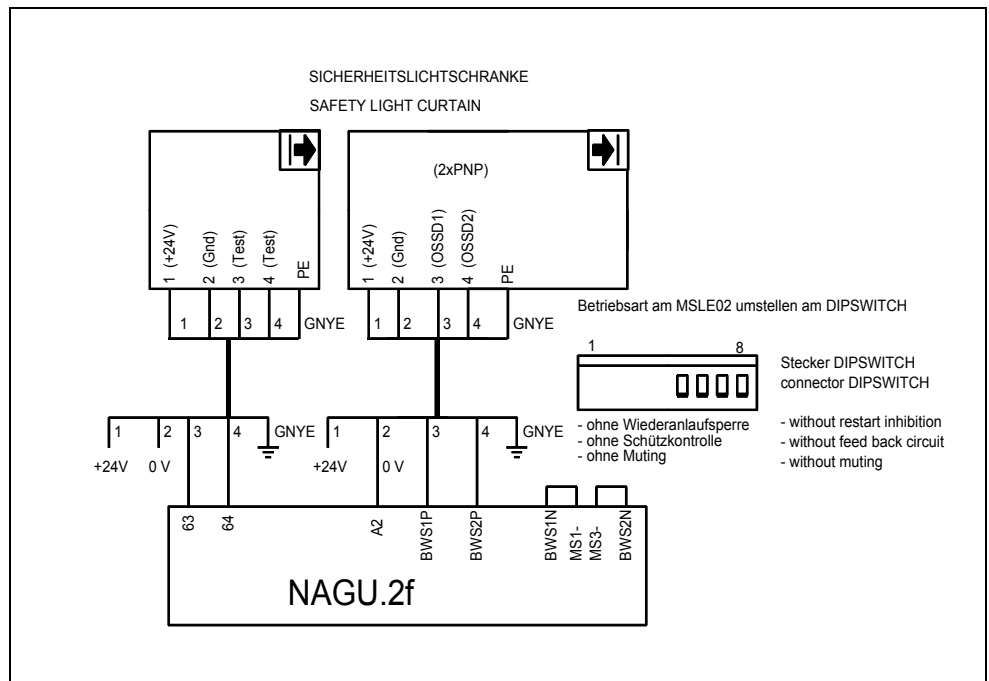 SICHERHEITSLICHTSCHRANKE
SAFETY LIGHT CURTAIN
(2xPNP)
1 (+24V)
2 (Gnd)
3 (Test)
4 (Test)
PE
1 (+24V)
2 (Gnd)
3 (OSSD1)
4 (OSSD2)
PE
1 2 3 4 GNYE
1 2 3 4 GNYE
Betriebsart am MSLE02 umstellen am DIPSWITCH
1 8
Stecker DIPSWITCH
connector DIPSWITCH
- ohne Wiederanlaufsperre
- ohne Schützkontrolle
- ohne Muting
- without restart inhibition
- without feed back circuit
- without muting
1 2 3 4 GNYE
+24V 0 V
1 2 3 4 GNYE
+24V 0 V
63
64
A2
BWS1P
BWS2P
BWS1N
MS1-
MS3-
BWS2N
NAGU.2f